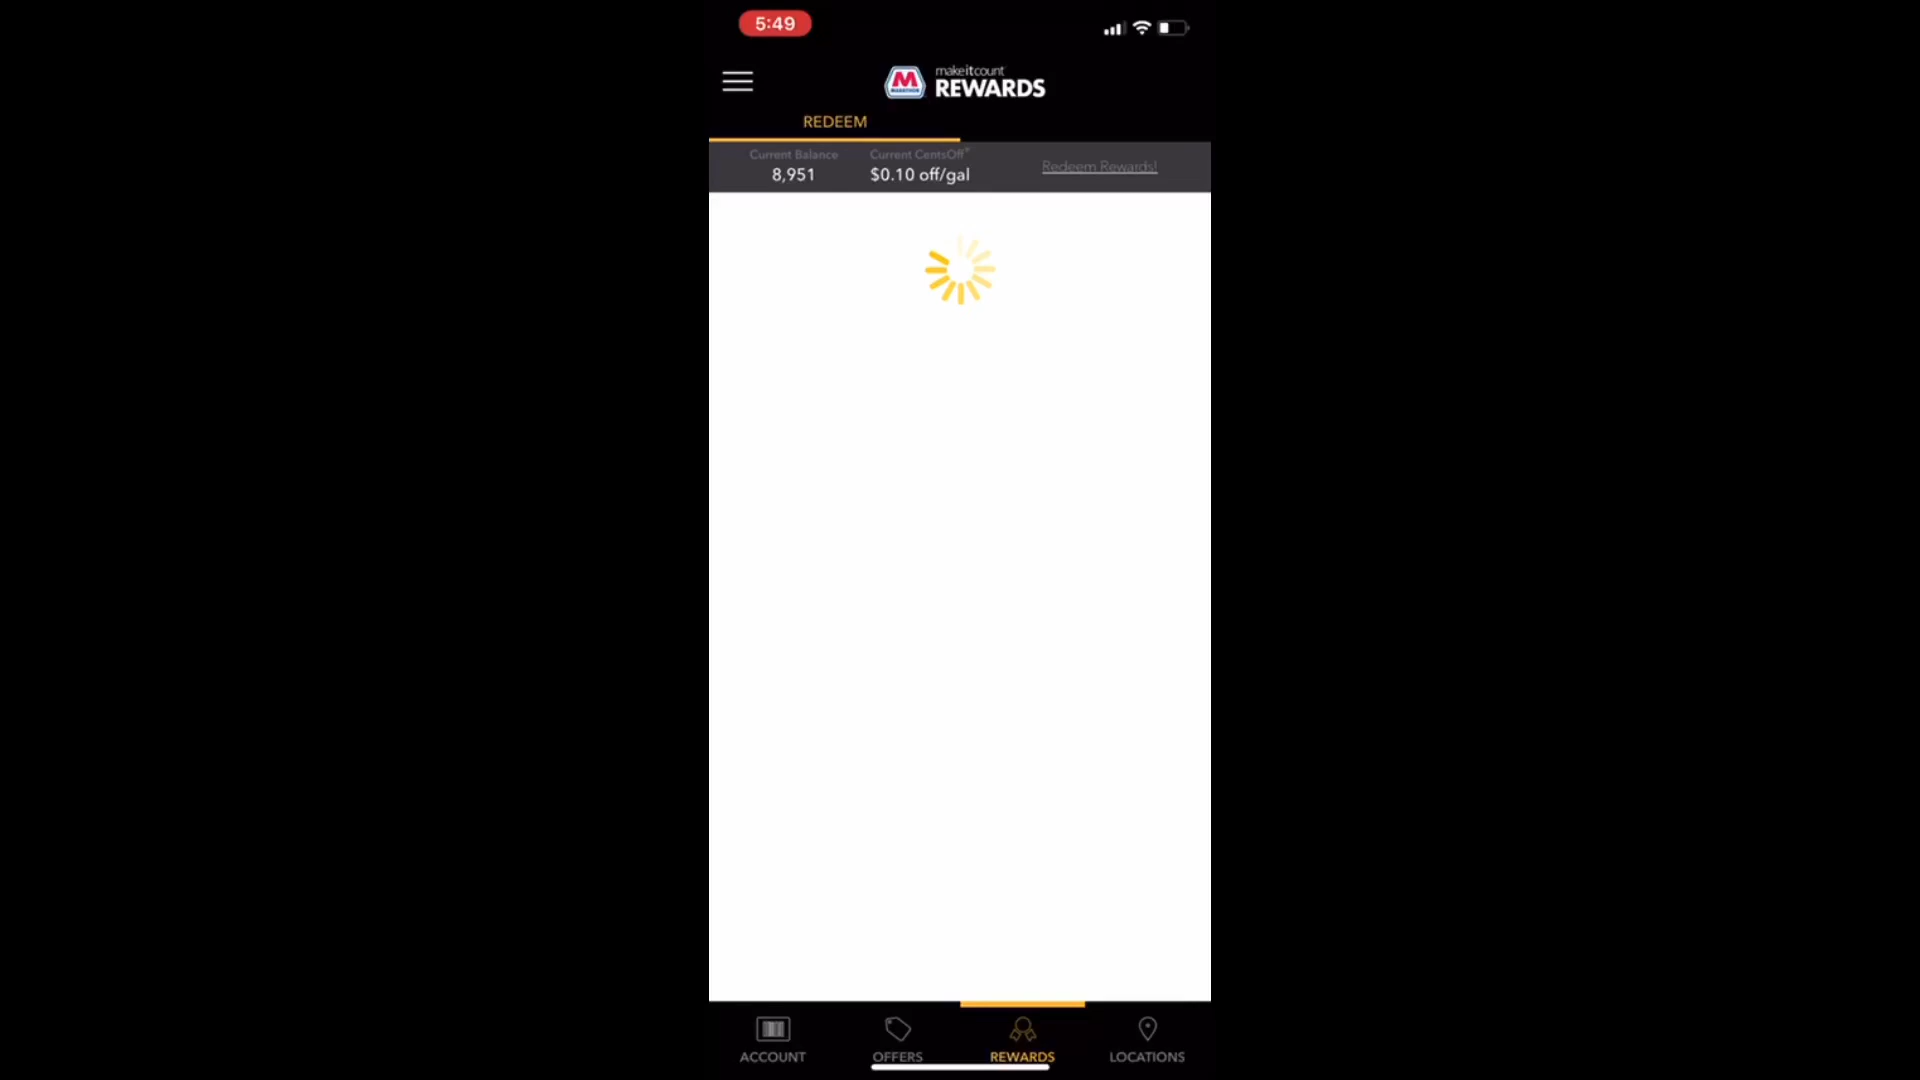 5:49
M
MARATHON
makeitcount
REWARDS
REDEEM
Current Balance
8,951
Current CentsOff*
$0.10 off/gal
Redeem Rewards!
ACCOUNT
OFFERS
REWARDS
LOCATIONS